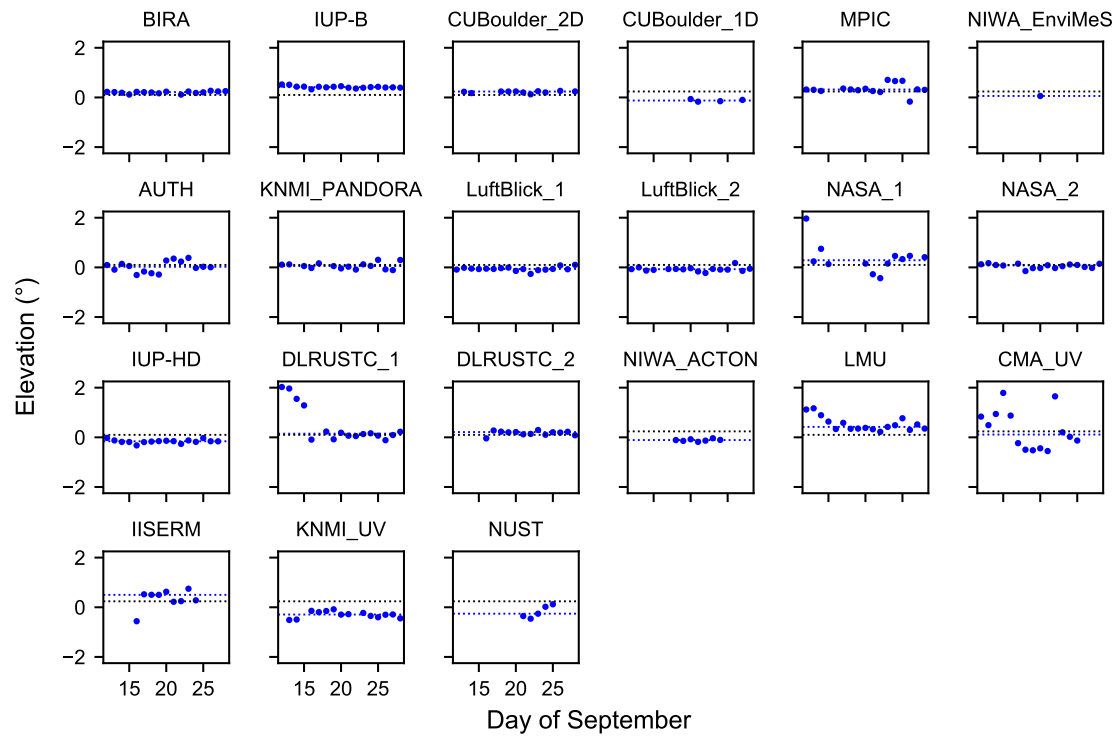 BIRA IUP-B CUBoulder_2D CUBoulder_1D MPIC NIWA_EnviMeS
2
0
−2
AUTH KNMI_PANDORA LuftBlick_1 LuftBlick_2 NASA_1 NASA_2
2
0
−2
Elevation (°)
IUP-HD DLRUSTC_1 DLRUSTC_2 NIWA_ACTON LMU CMA_UV
2
0
−2
IISERM KNMI_UV NUST
2
0
−2
15 20 25 15 20 25 15 20 25
Day of September